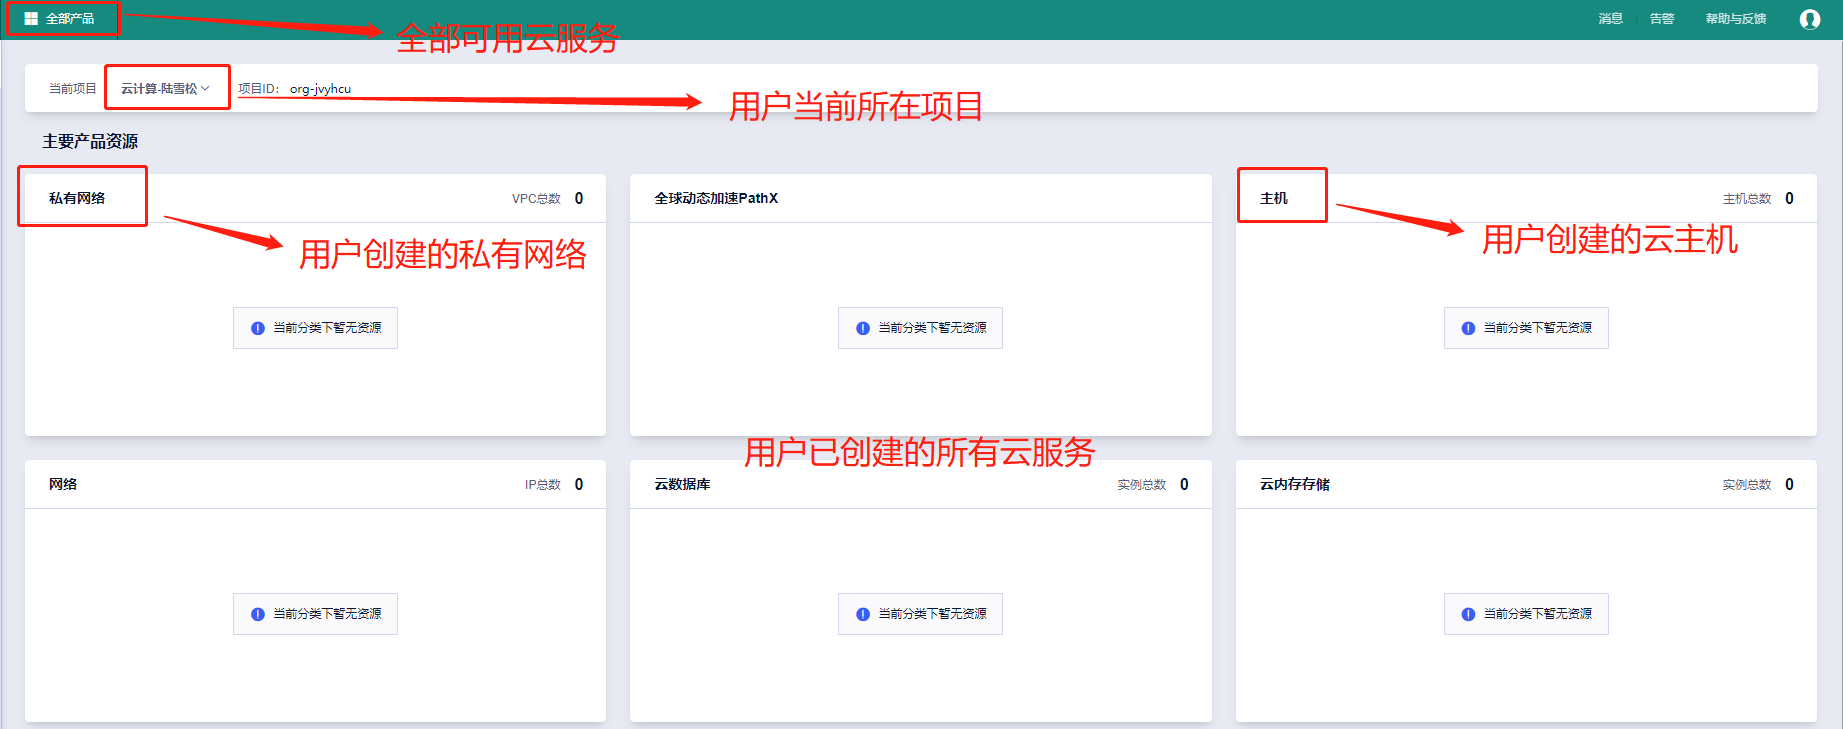 全部产品
消息
告警
帮助与反馈
全部可用云服务
当前项目
云计算-陆雪松
项目ID： org-jvyhcu
用户当前所在项目
主要产品资源
私有网络
VPC总数 0
用户创建的私有网络
当前分类下暂无资源
全球动态加速PathX
当前分类下暂无资源
主机
主机总数 0
用户创建的云主机
当前分类下暂无资源
用户已创建的所有云服务
网络
IP总数 0
当前分类下暂无资源
云数据库
实例总数 0
当前分类下暂无资源
云内存存储
实例总数 0
当前分类下暂无资源